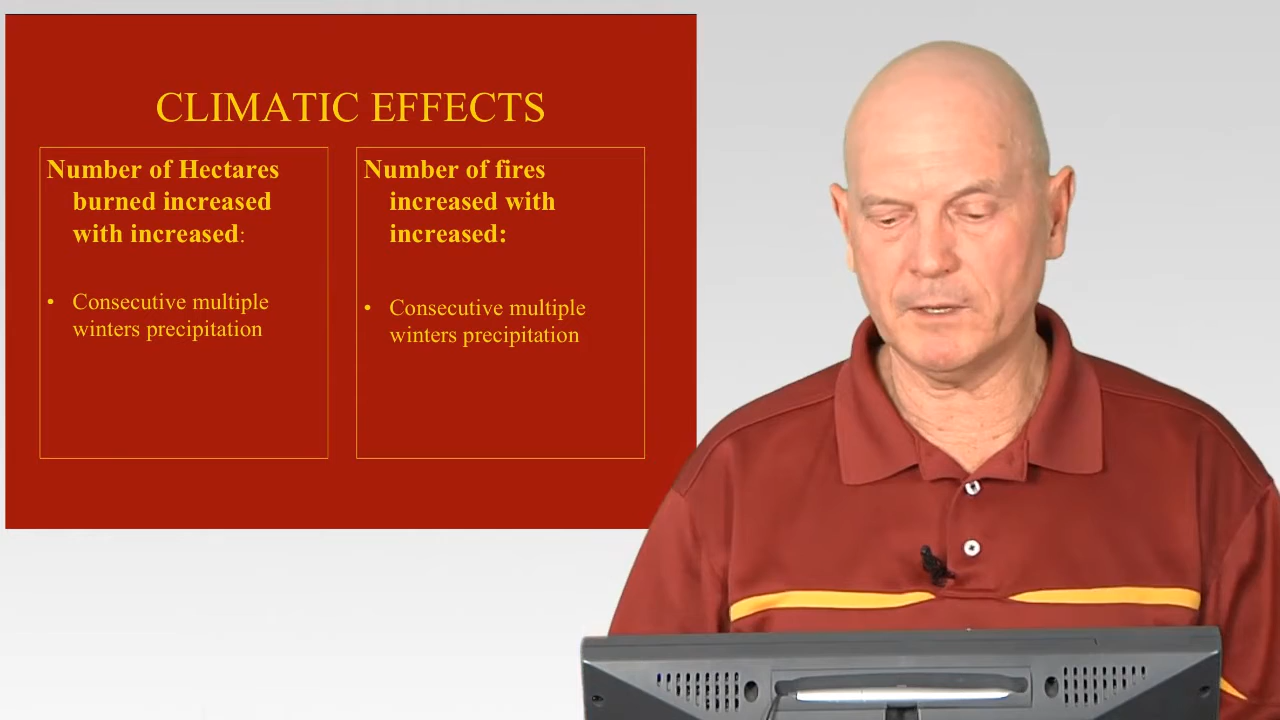 CLIMATIC EFFECTS
Number of Hectares
burned increased
with increased:
• Consecutive multiple
winters precipitation
Number of fires
increased with
increased:
• Consecutive multiple
winters precipitation